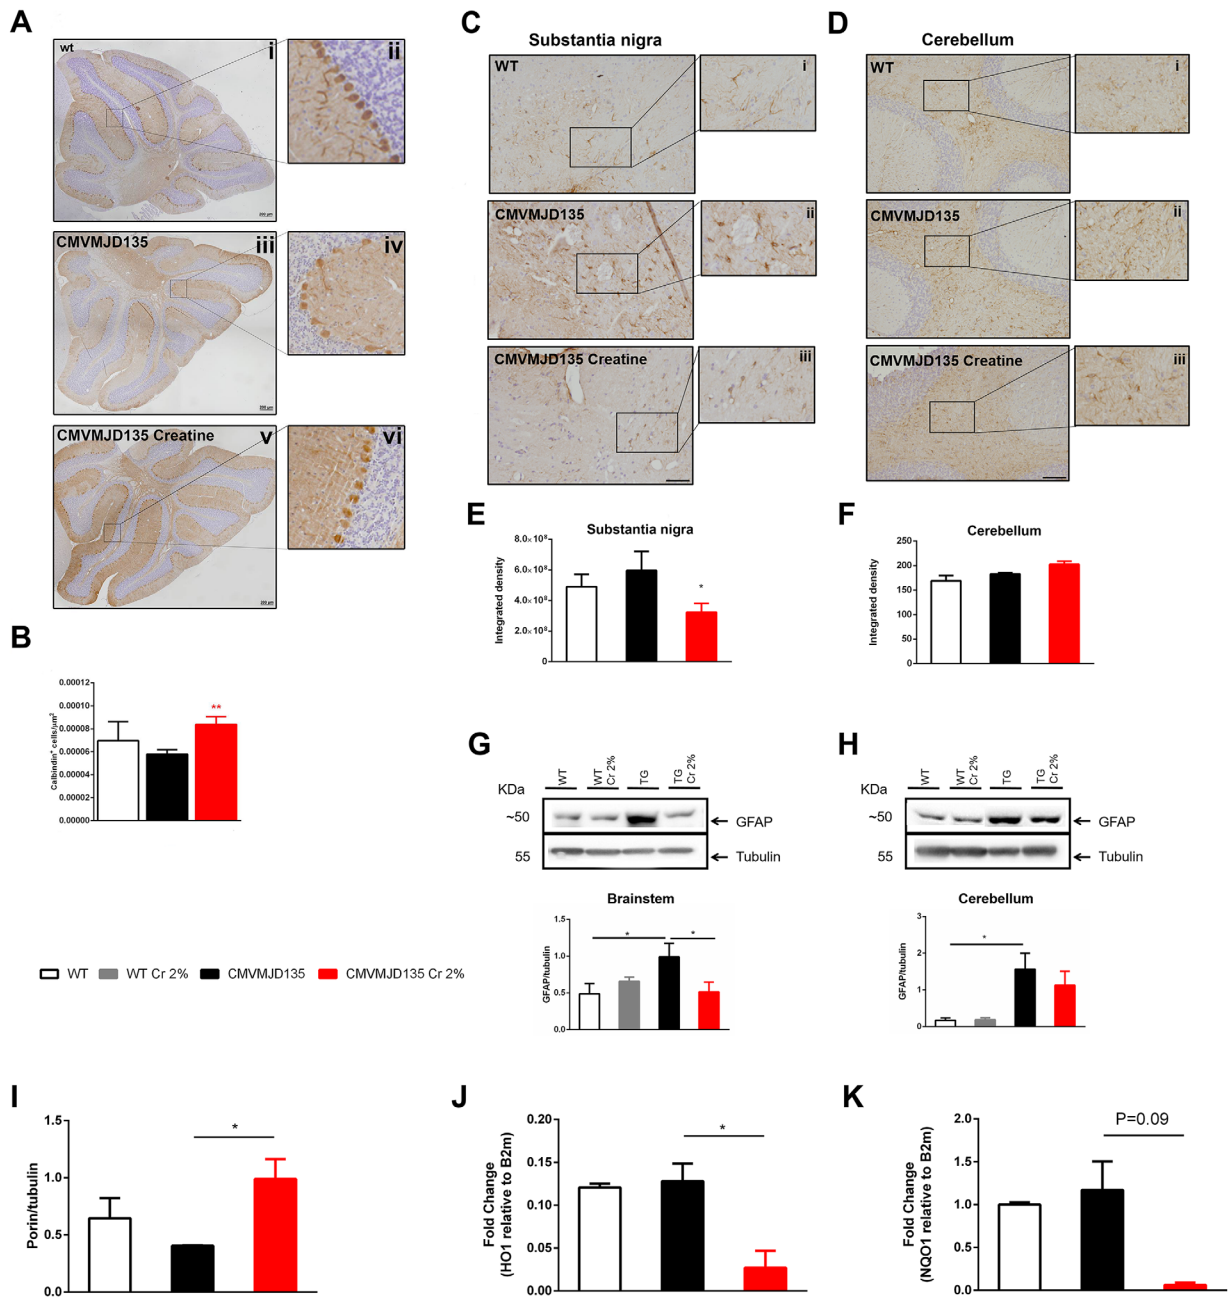 A
wt
i
ii
200 µm
CMVMJD135
iii
iv
200 µm
CMVMJD135 Creatine
v
vi
200 µm
B
Calbindin+ cells/µm2
0.00012
0.00010
0.00008
0.00006
0.00004
0.00002
0.00000
**
C
Substantia nigra
WT
i
CMVMJD135
ii
CMVMJD135 Creatine
iii
D
Cerebellum
WT
i
CMVMJD135
ii
CMVMJD135 Creatine
iii
E
Substantia nigra
Integrated density
8.0×10⁸
6.0×10⁸
4.0×10⁸
2.0×10⁸
0
*
F
Cerebellum
Integrated density
250
200
150
100
50
0
G
WT
WT Cr 2%
TG
TG Cr 2%
KDa
~50
GFAP
55
Tubulin
Brainstem
GFAP/tubulin
1.5
1.0
0.5
0.0
*
*
H
WT
WT Cr 2%
TG
TG Cr 2%
KDa
~50
GFAP
55
Tubulin
Cerebellum
GFAP/tubulin
3
2
1
0
*
WT WT Cr 2% CMVMJD135 CMVMJD135 Cr 2%
I
Porin/tubulin
1.5
1.0
0.5
0.0
*
J
Fold Change
(HO1 relative to B2m)
0.20
0.15
0.10
0.05
0.00
*
K
Fold Change
(NQO1 relative to B2m)
2.0
1.5
1.0
0.5
0.0
P=0.09